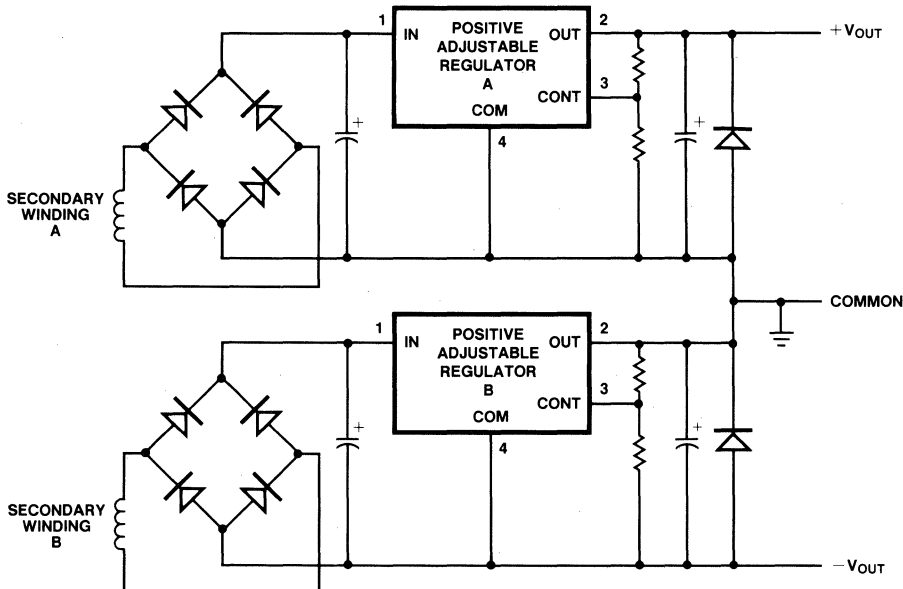 1
IN
POSITIVE
ADJUSTABLE
REGULATOR
A
OUT
2
+VOUT
CONT
3
COM
4
+
+
SECONDARY
WINDING
A
COMMON
1
IN
POSITIVE
ADJUSTABLE
REGULATOR
B
OUT
2
CONT
3
COM
4
+
+
SECONDARY
WINDING
B
−VOUT